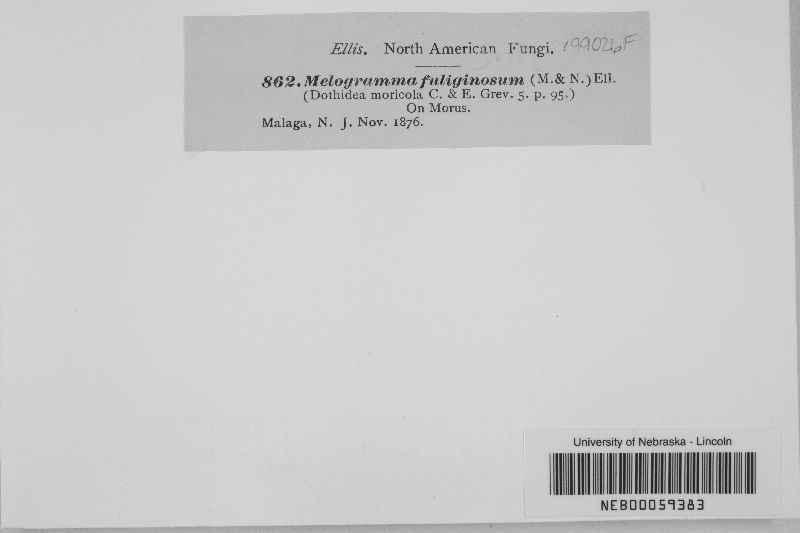 Ellis. North American Fungi. 199026F
862. Melogramma fuliginosum (M. & N.) Ell.
(Dothidea moricola C. & E. Grev. 5. p. 95.)
On Morus.
Malaga, N. J. Nov. 1876.
University of Nebraska - Lincoln
NEB00059383